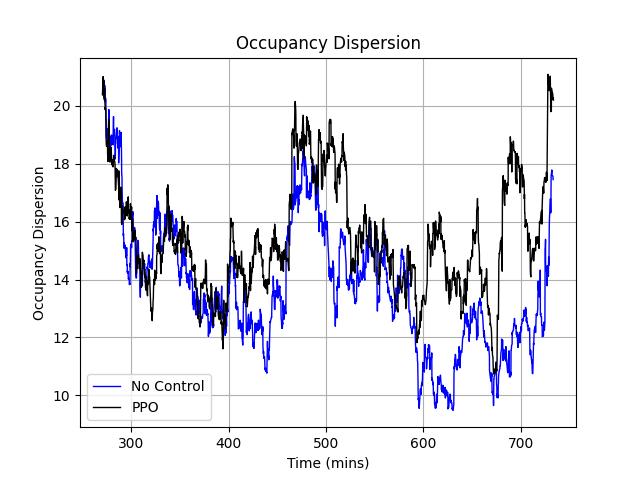 Occupancy Dispersion
Occupancy Dispersion
20
18
16
14
12
10
No Control
PPO
300 400 500 600 700
Time (mins)